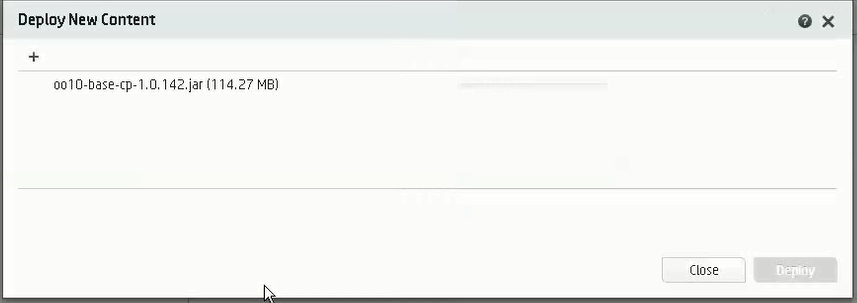 Deploy New Content
+
oo10-base-cp-1.0.142.jar (114.27 MB)
Close Deploy